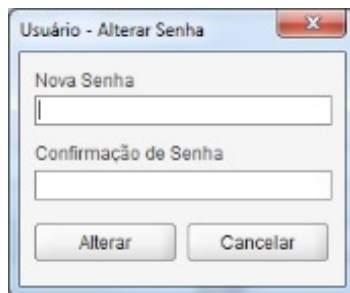 Usuário - Alterar Senha
Nova Senha
Confirmação de Senha
Alterar
Cancelar